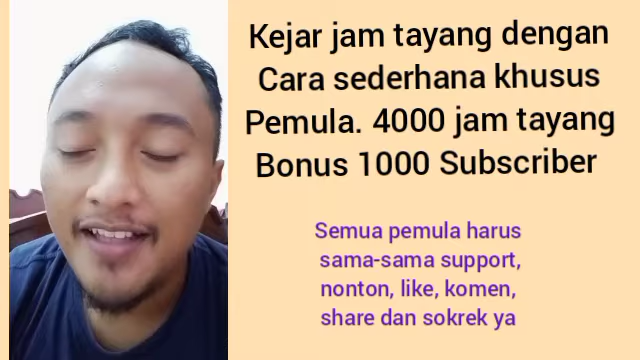 Kejar jam tayang dengan
Cara sederhana khusus
Pemula. 4000 jam tayang
Bonus 1000 Subscriber
Semua pemula harus
sama-sama support,
nonton, like, komen,
share dan sokrek ya